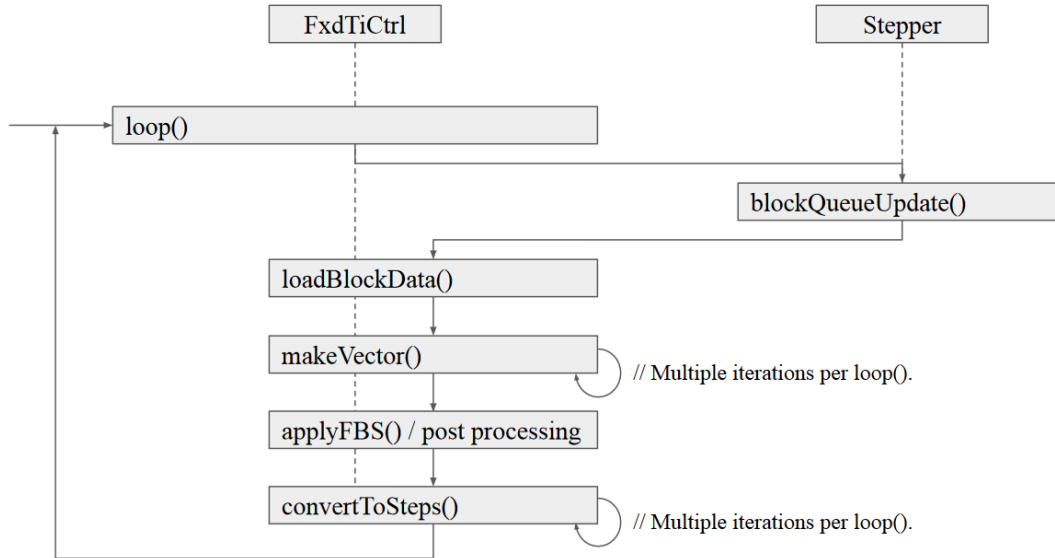 FxdTiCtrl
Stepper
loop()
blockQueueUpdate()
loadBlockData()
makeVector()
// Multiple iterations per loop().
applyFBS() / post processing
convertToSteps()
// Multiple iterations per loop().